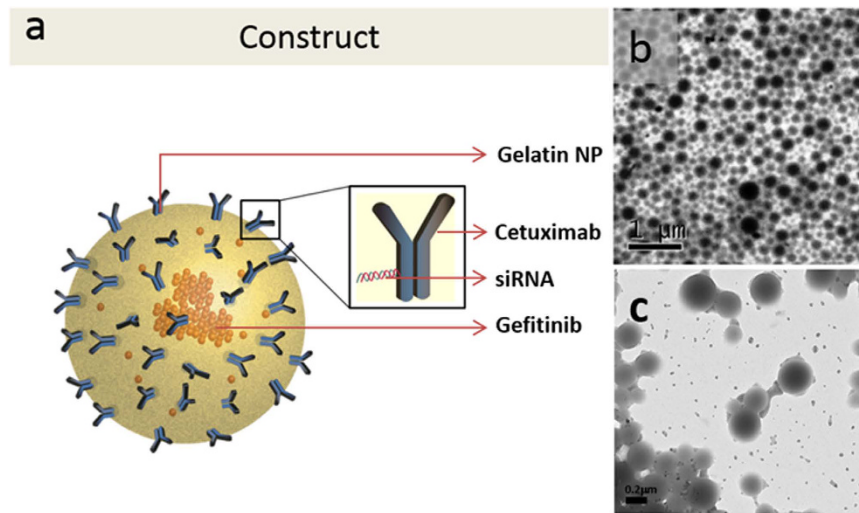 a
Construct
Gelatin NP
Cetuximab
siRNA
Gefitinib
b
1 µm
c
0.2µm